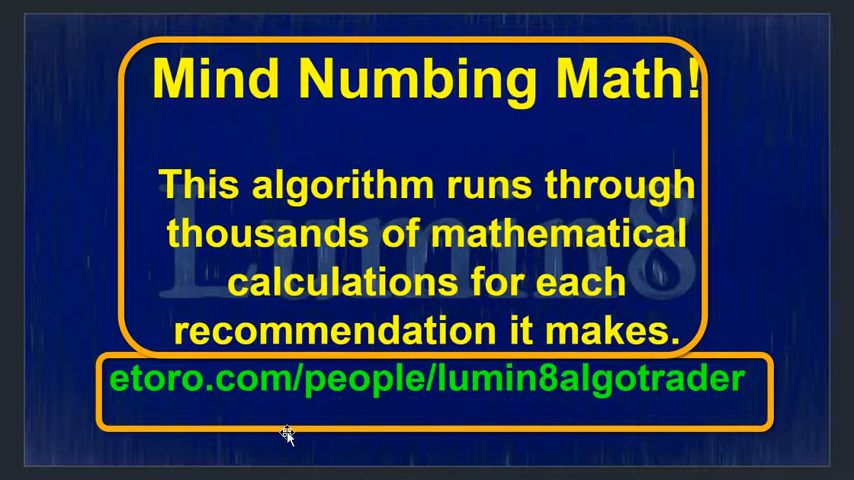 Mind Numbing Math!
This algorithm runs through
thousands of mathematical
calculations for each
recommendation it makes.
etoro.com/people/lumin8algotrader
Lumin8